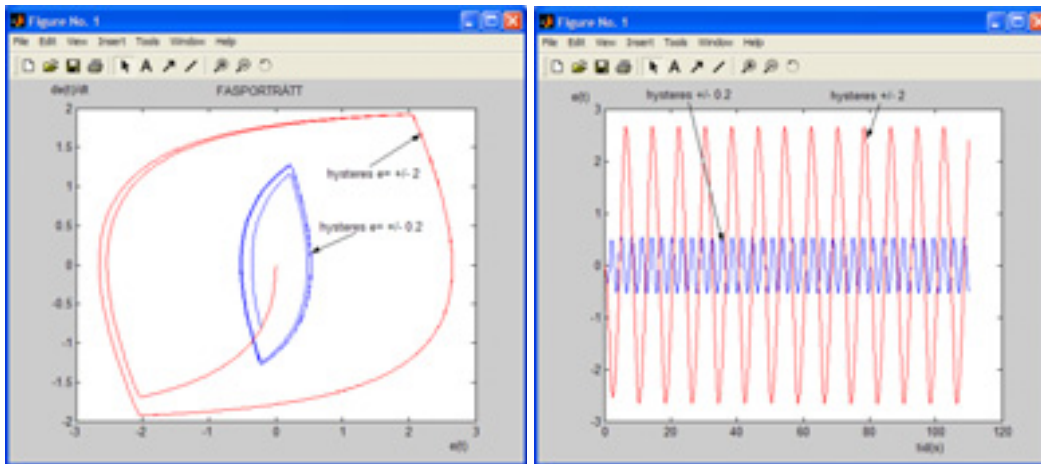 Figure No. 1
File Edit View Insert Tools Window Help
A
de(t)/dt
FASPORTRÄTT
2
1.5
1
0.5
0
-0.5
-1
-1.5
-2
hysteres e= +/- 2
hysteres e= +/- 0.2
-3 -2 -1 0 1 2 3
e(t)
Figure No. 1
File Edit View Insert Tools Window Help
A
e(t)
hysteres +/- 0.2
hysteres +/- 2
3
2
1
0
-1
-2
-3
0 20 40 60 80 100 120
tid(s)